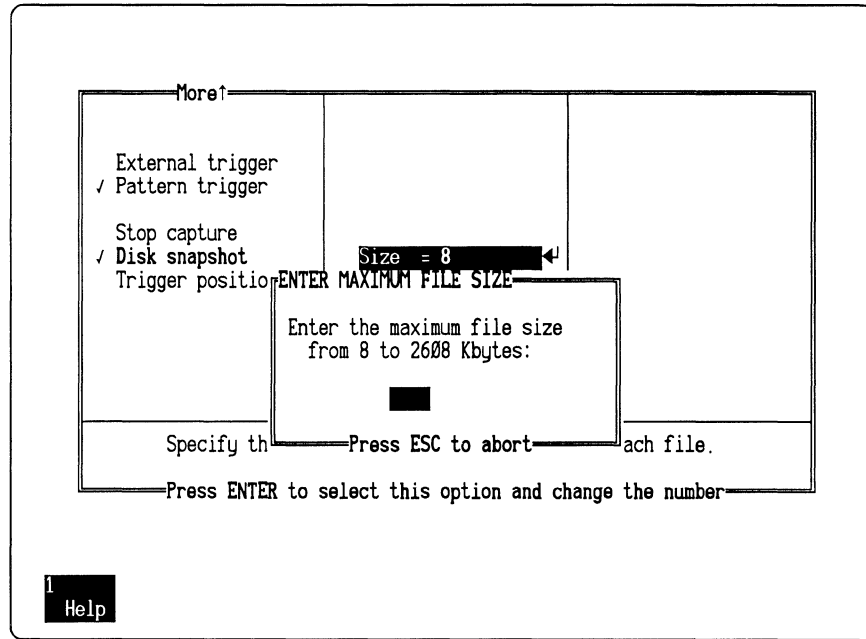 More↑
External trigger
√ Pattern trigger
Stop capture
√ Disk snapshot
Size = 8 ◄┘
Trigger positio
ENTER MAXIMUM FILE SIZE
Enter the maximum file size
from 8 to 2608 Kbytes:
Press ESC to abort
Specify th
ach file.
Press ENTER to select this option and change the number
1
Help